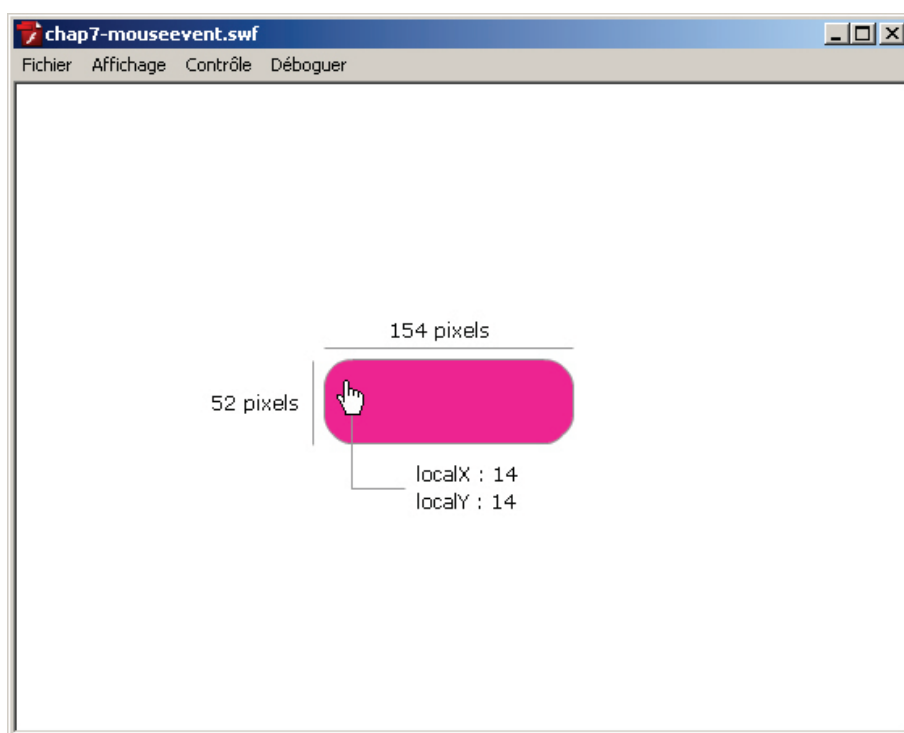 chap7-mouseevent.swf
Fichier Affichage Contrôle Déboguer
154 pixels
52 pixels
localX : 14
localY : 14